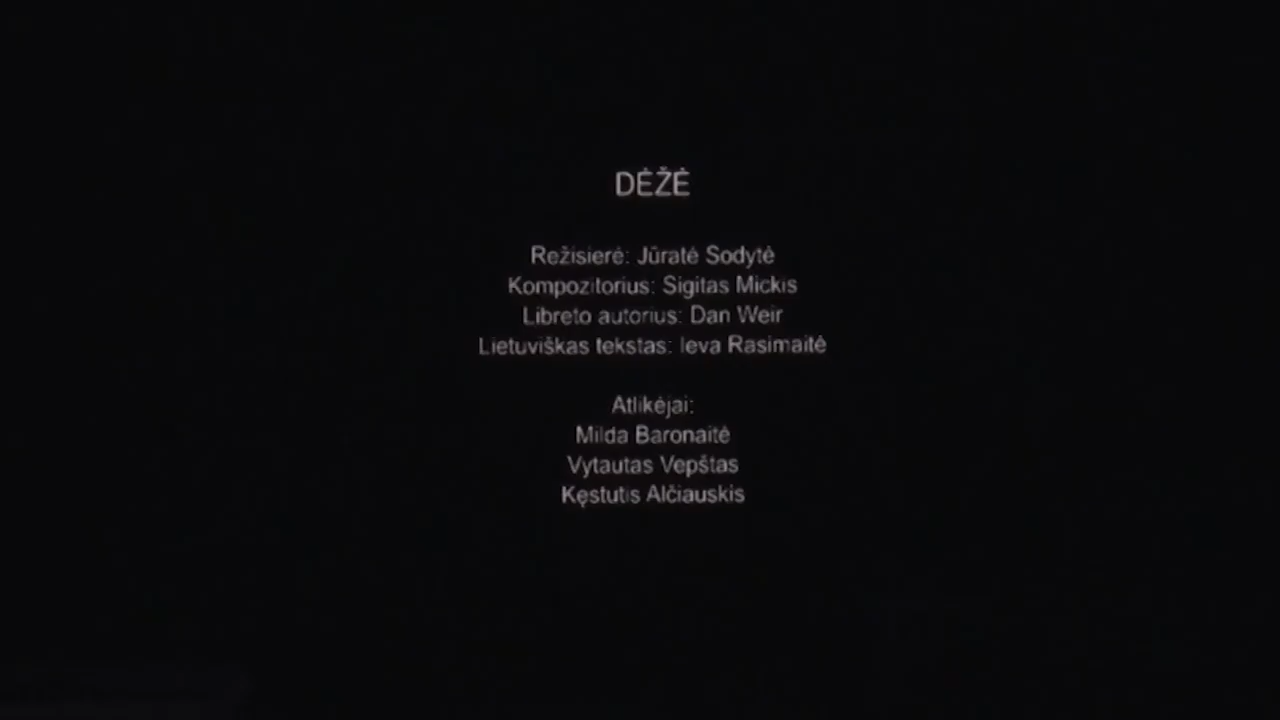 DĖŽĖ
Režisierė: Jūratė Sodytė
Kompozitorius: Sigitas Mickis
Libreto autorius: Dan Weir
Lietuviškas tekstas: Ieva Rasimaitė
Atlikėjai:
Milda Baronaitė
Vytautas Vepštas
Kęstutis Alčiauskis